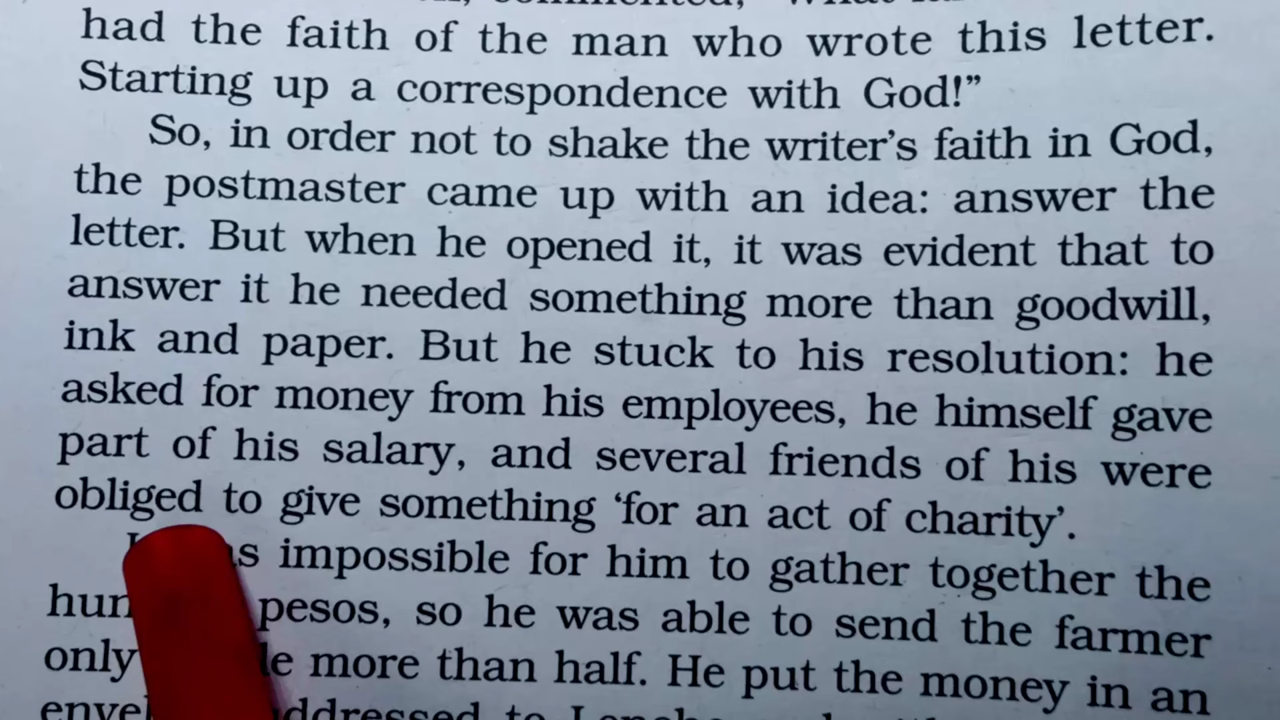 had the faith of the man who wrote this letter.
Starting up a correspondence with God!”
So, in order not to shake the writer’s faith in God,
the postmaster came up with an idea: answer the
letter. But when he opened it, it was evident that to
answer it he needed something more than goodwill,
ink and paper. But he stuck to his resolution: he
asked for money from his employees, he himself gave
part of his salary, and several friends of his were
obliged to give something ‘for an act of charity’.
impossible for him to gather together the
pesos, so he was able to send the farmer
only more than half. He put the money in an
to